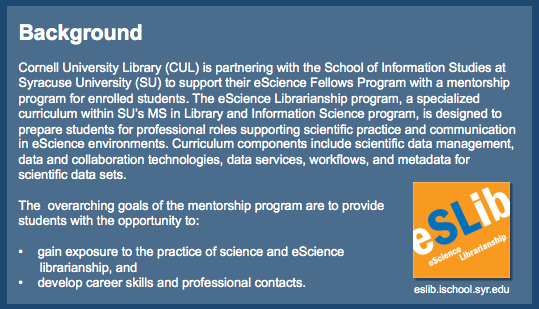 Background
Cornell University Library (CUL) is partnering with the School of Information Studies at
Syracuse University (SU) to support their eScience Fellows Program with a mentorship
program for enrolled students. The eScience Librarianship program, a specialized
curriculum within SU's MS in Library and Information Science program, is designed to
prepare students for professional roles supporting scientific practice and communication
in eScience environments. Curriculum components include scientific data management,
data and collaboration technologies, data services, workflows, and metadata for
scientific data sets.
The overarching goals of the mentorship program are to provide
students with the opportunity to:
• gain exposure to the practice of science and eScience
librarianship, and
• develop career skills and professional contacts.
eSLib
eScience Librarianship
eslib.ischool.syr.edu